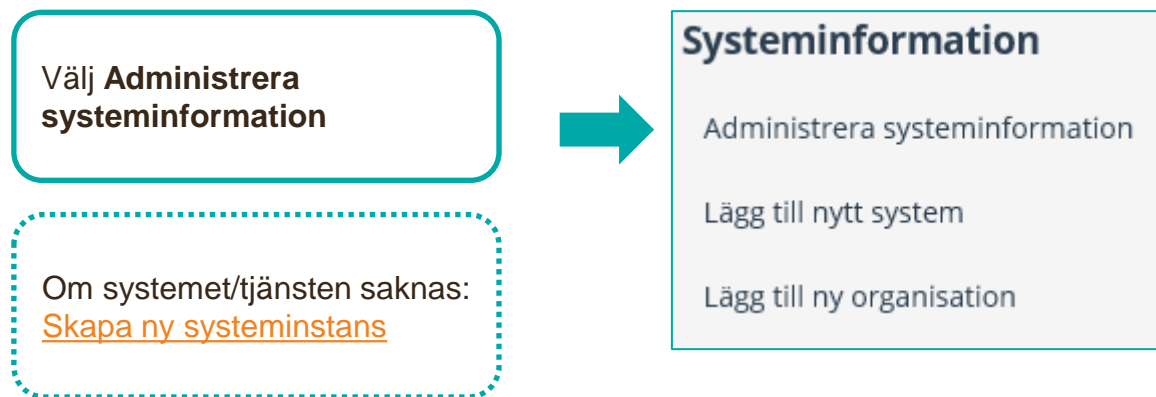 Välj Administrera
systeminformation
Om systemet/tjänsten saknas:
Skapa ny systeminstans
Systeminformation
Administrera systeminformation
Lägg till nytt system
Lägg till ny organisation